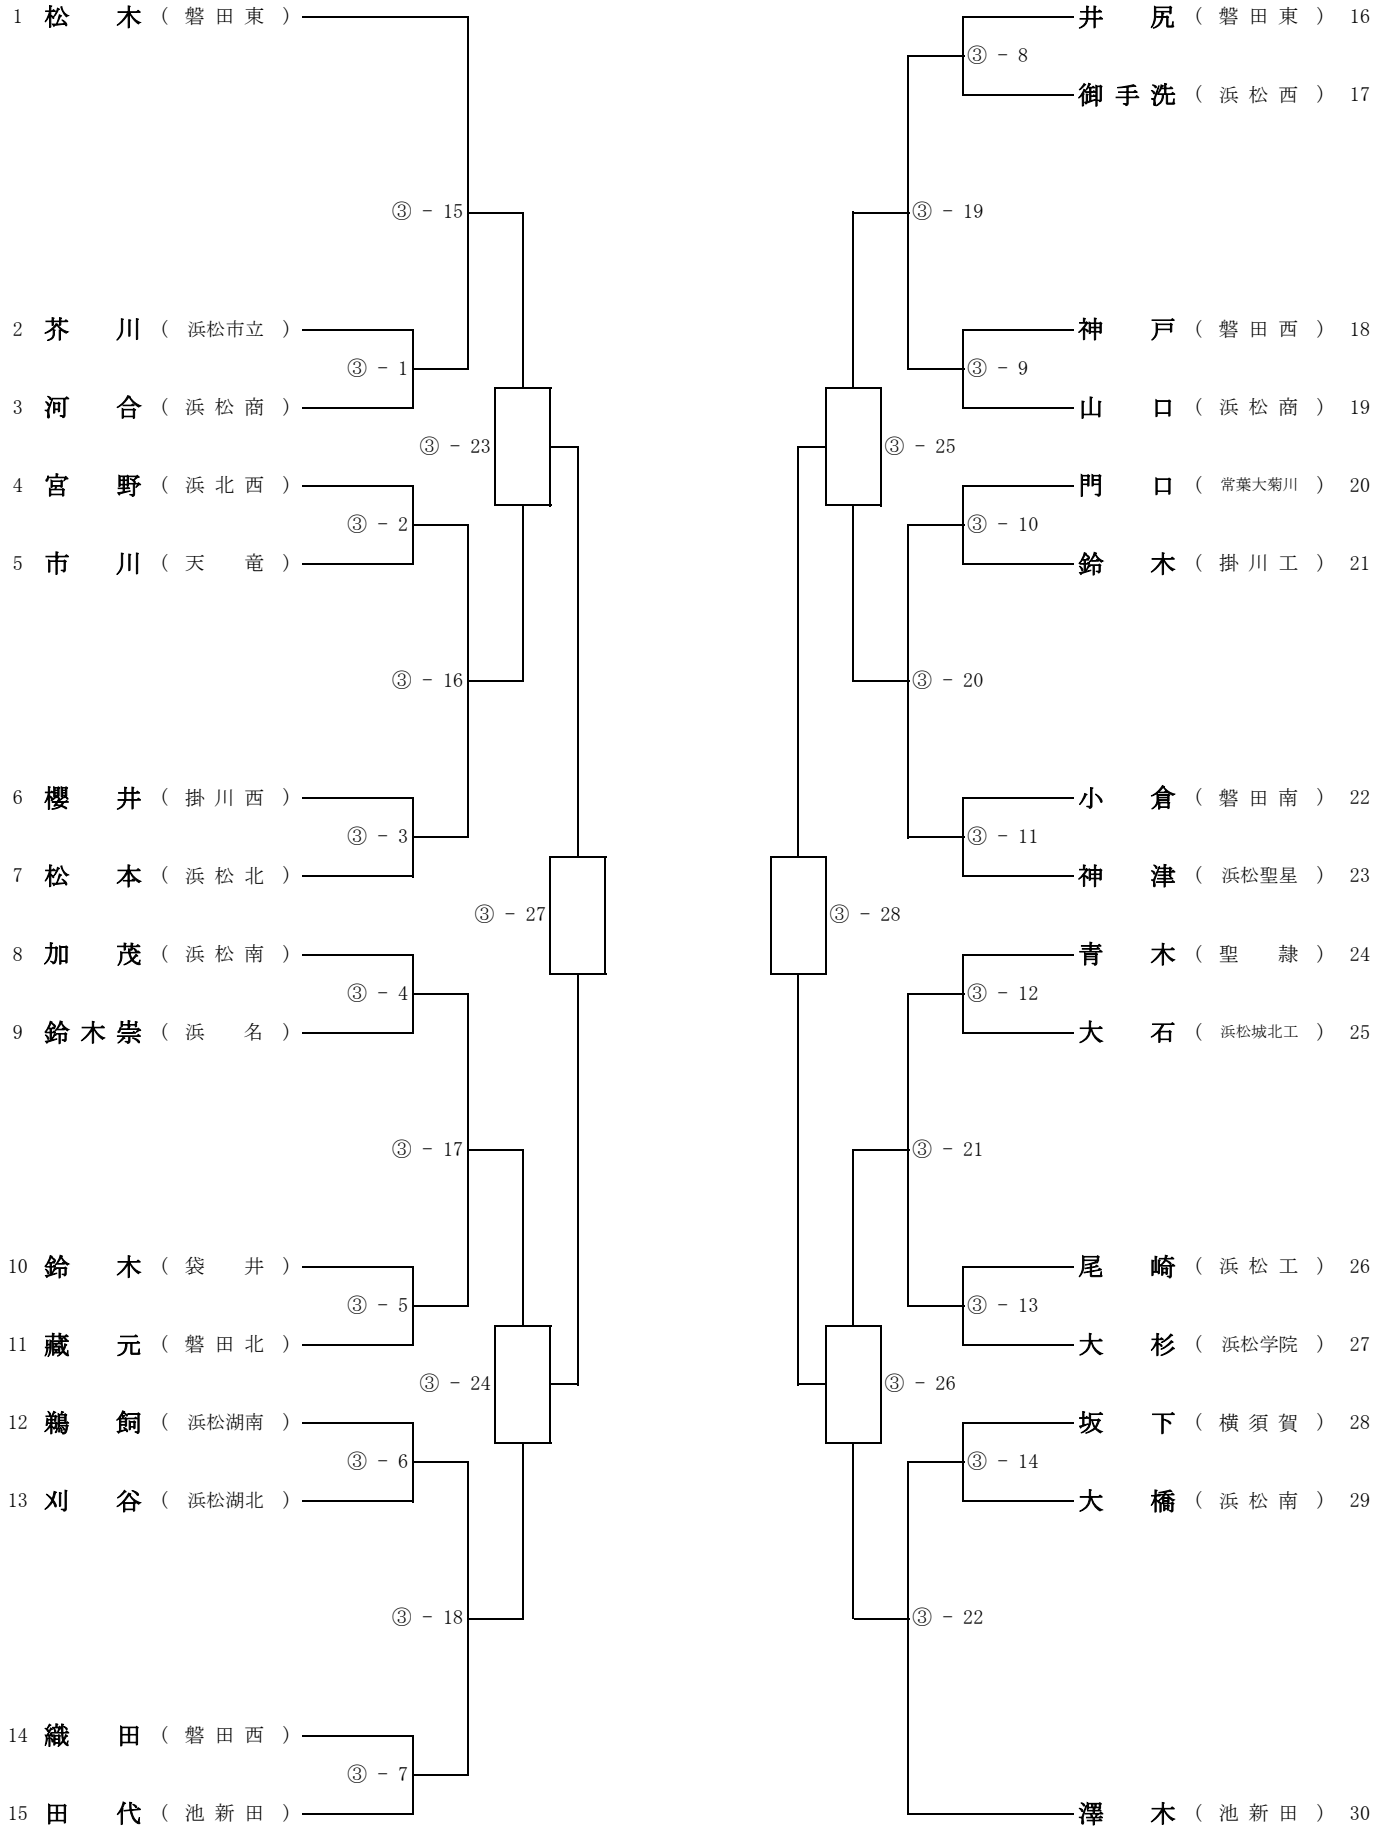 1 松木 ( 磐田東 )
③ - 15
2 芥川 ( 浜松市立 )
③ - 1
3 河合 ( 浜松商 )
③ - 23
4 宮野 ( 浜北西 )
③ - 2
5 市川 ( 天竜 )
③ - 16
6 櫻井 ( 掛川西 )
③ - 3
7 松本 ( 浜松北 )
③ - 27
8 加茂 ( 浜松南 )
③ - 4
9 鈴木崇 ( 浜名 )
③ - 17
10 鈴木 ( 袋井 )
③ - 5
11 蔵元 ( 磐田北 )
③ - 24
12 鵜飼 ( 浜松湖南 )
③ - 6
13 刈谷 ( 浜松湖北 )
③ - 18
14 織田 ( 磐田西 )
③ - 7
15 田代 ( 池新田 )
井尻 ( 磐田東 ) 16
③ - 8
御手洗 ( 浜松西 ) 17
③ - 19
神戸 ( 磐田西 ) 18
③ - 9
山口 ( 浜松商 ) 19
③ - 25
門口 ( 常葉大菊川 ) 20
③ - 10
鈴木 ( 掛川工 ) 21
③ - 20
小倉 ( 磐田南 ) 22
③ - 11
神津 ( 浜松聖星 ) 23
③ - 28
青木 ( 聖隷 ) 24
③ - 12
大石 ( 浜松城北工 ) 25
③ - 21
尾崎 ( 浜松工 ) 26
③ - 13
大杉 ( 浜松学院 ) 27
③ - 26
坂下 ( 横須賀 ) 28
③ - 14
大橋 ( 浜松南 ) 29
③ - 22
澤木 ( 池新田 ) 30